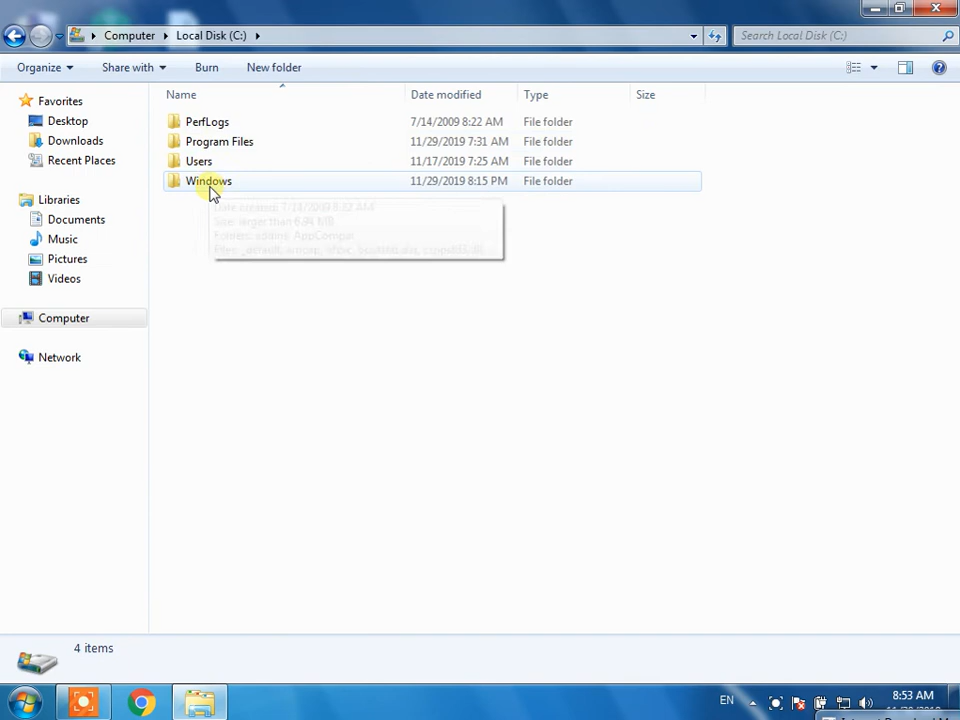 Computer Local Disk (C:)
Search Local Disk (C:)
Organize Share with Burn New folder
Name Date modified Type Size
Favorites
Desktop
Downloads
Recent Places
Libraries
Documents
Music
Pictures
Videos
Computer
Network
PerfLogs 7/14/2009 8:22 AM File folder
Program Files 11/29/2019 7:31 AM File folder
Users 11/17/2019 7:25 AM File folder
Windows 11/29/2019 8:15 PM File folder
Size: larger than
4 items
EN 8:53 AM